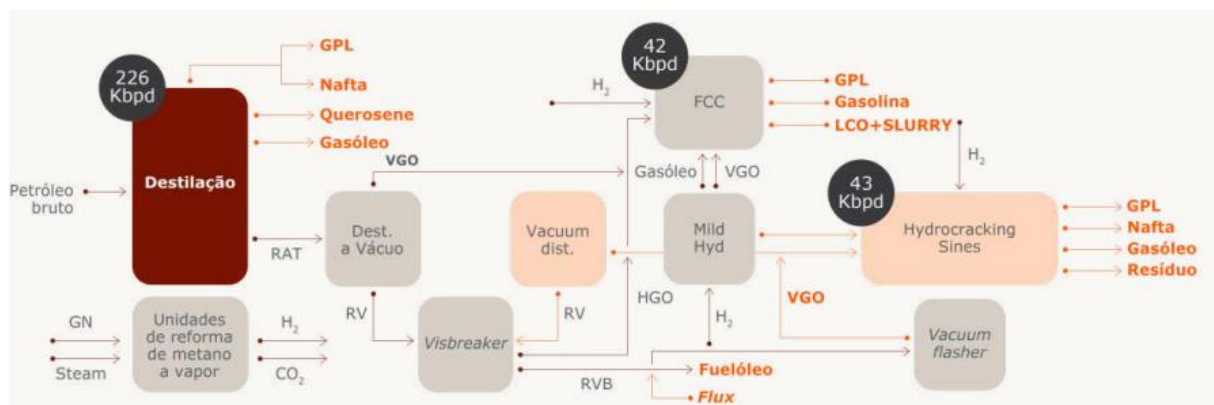 226
Kbpd
GPL
Nafta
Querosene
Gasóleo
Destilação
Petróleo
bruto
RAT
VGO
Dest.
a Vácuo
RV
Visbreaker
Vacuum
dist.
RV
H₂
42
Kbpd
FCC
GPL
Gasolina
LCO+SLURRY
H₂
Gasóleo
VGO
Mild
Hyd
HGO
H₂
43
Kbpd
Hydrocracking
Sines
GPL
Nafta
Gasóleo
Resíduo
VGO
Vacuum
flasher
RVB
Fuelóleo
Flux
GN
Steam
Unidades
de reforma
de metano
a vapor
H₂
CO₂